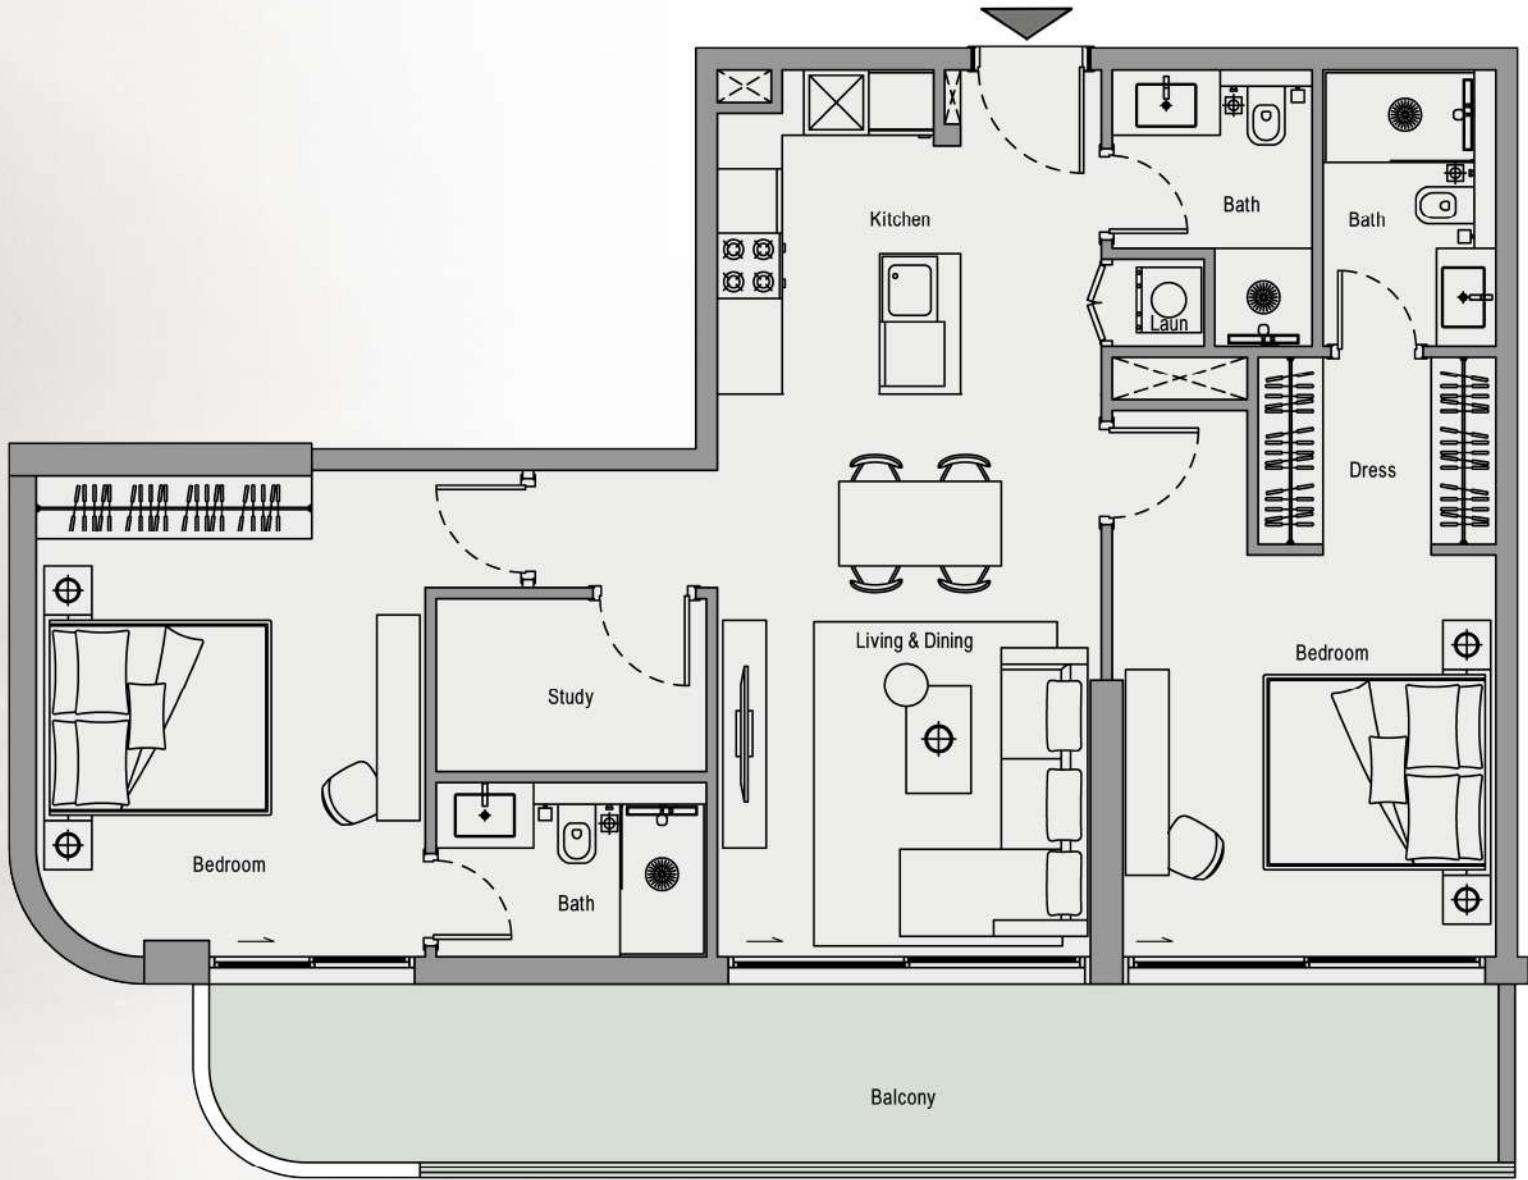 Bath
Bath
Kitchen
Laun
Dress
Living & Dining
Bedroom
Study
Bedroom
Bath
Balcony